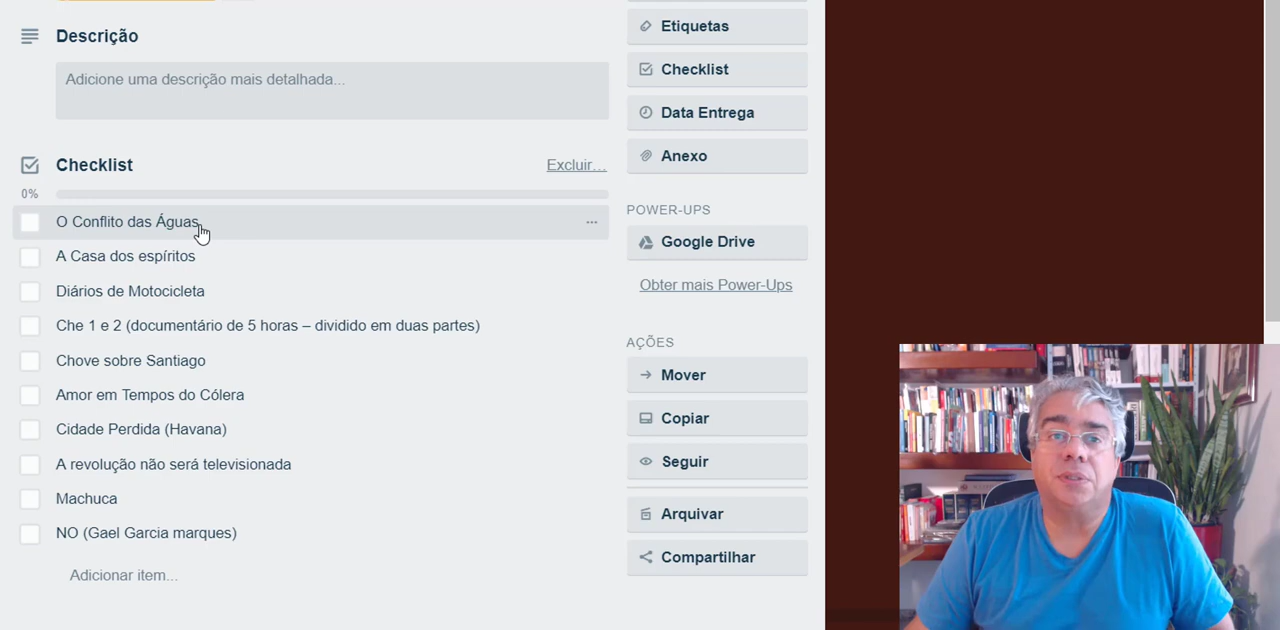 Descrição
Adicione uma descrição mais detalhada...
Checklist
Excluir...
0%
O Conflito das Águas
A Casa dos espíritos
Diários de Motocicleta
Che 1 e 2 (documentário de 5 horas – dividido em duas partes)
Chove sobre Santiago
Amor em Tempos do Cólera
Cidade Perdida (Havana)
A revolução não será televisionada
Machuca
NO (Gael Garcia marques)
Adicionar item...
Etiquetas
Checklist
Data Entrega
Anexo
POWER-UPS
Google Drive
Obter mais Power-Ups
AÇÕES
Mover
Copiar
Seguir
Arquivar
Compartilhar